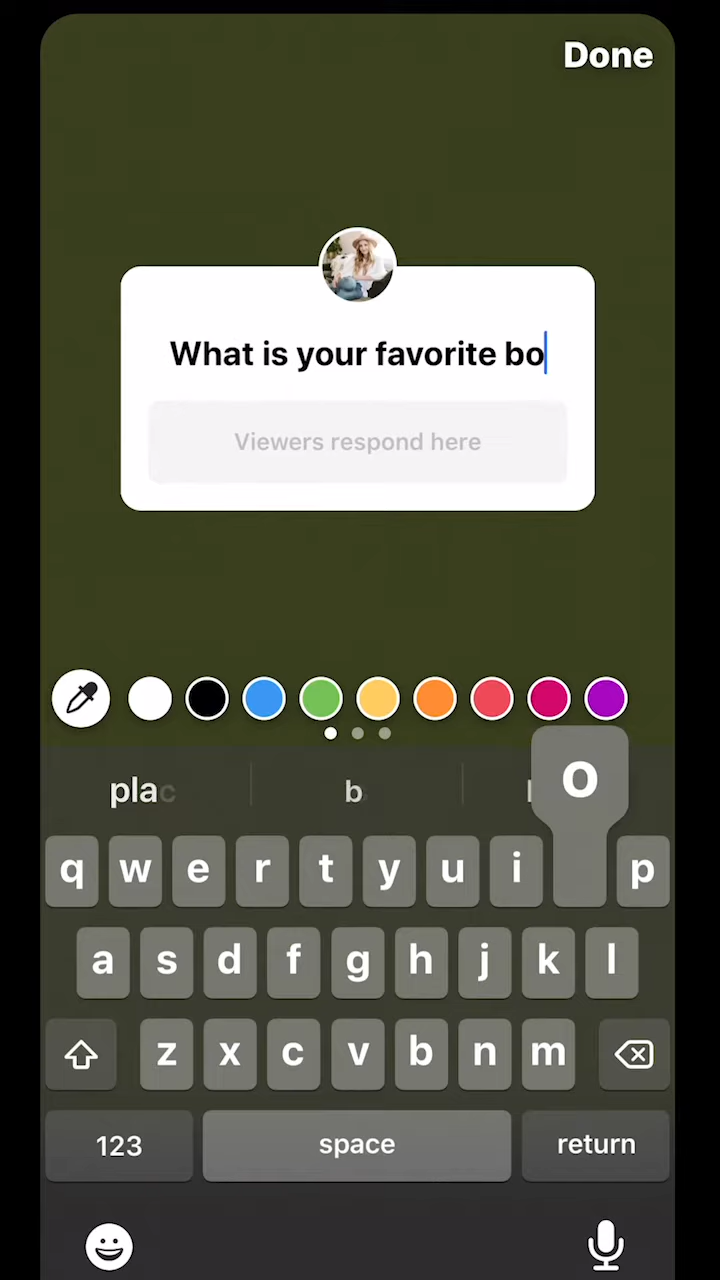 Done
What is your favorite bo
Viewers respond here
plac b
o
q w e r t y u i p
a s d f g h j k l
z x c v b n m
123 space return